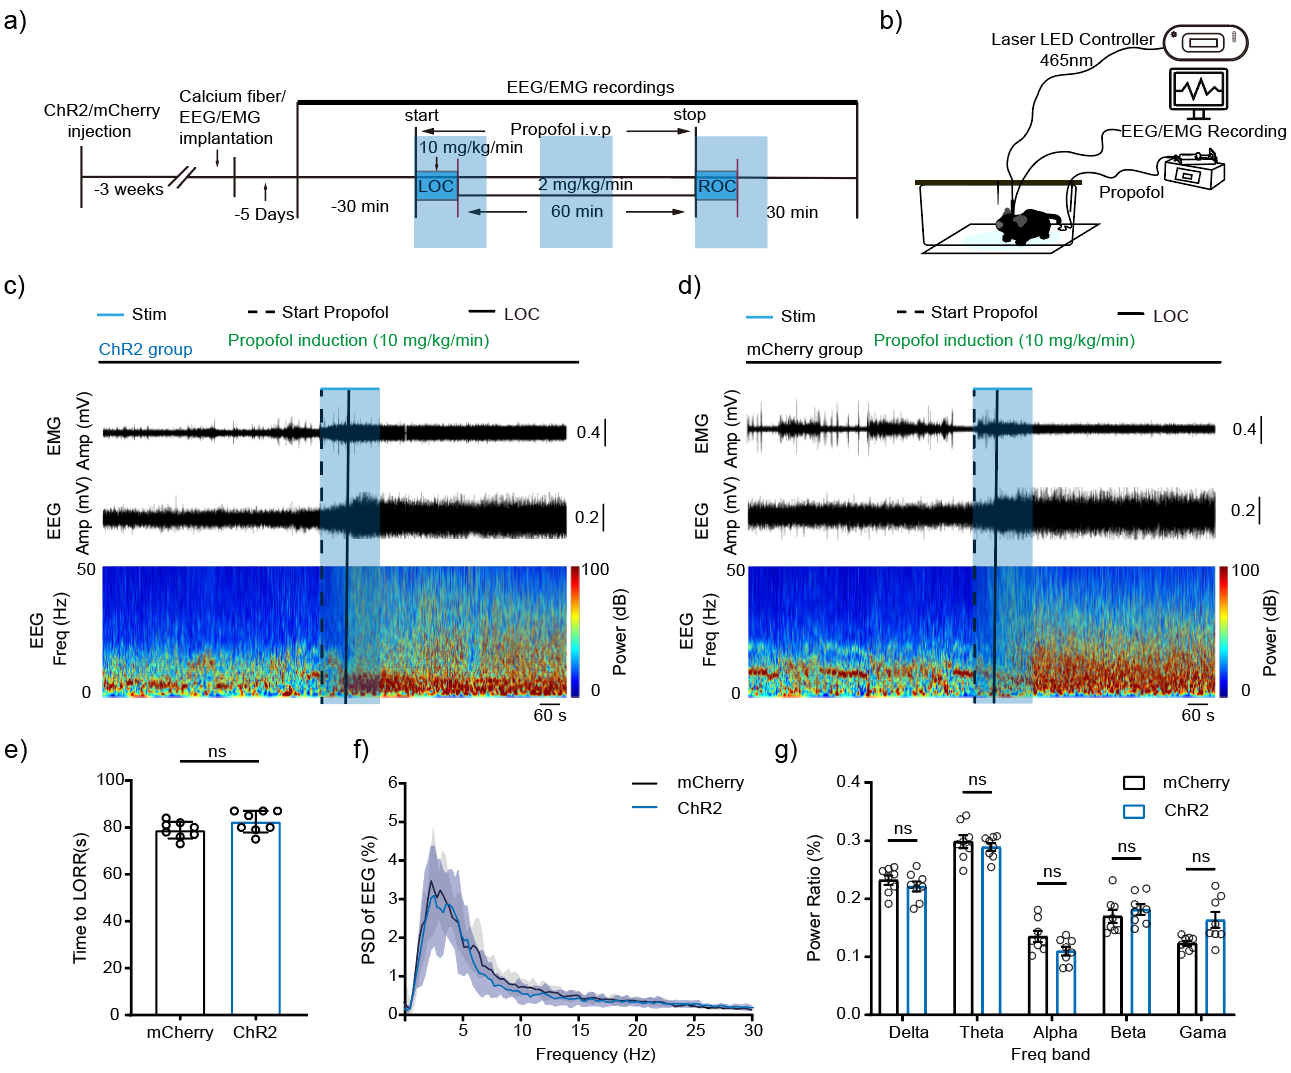 a)
ChR2/mCherry
injection
Calcium fiber/
EEG/EMG
implantation
EEG/EMG recordings
start
stop
Propofol i.v.p
10 mg/kg/min
LOC
2 mg/kg/min
ROC
-3 weeks
-5 Days
-30 min
60 min
30 min
b)
Laser LED Controller
465nm
EEG/EMG Recording
Propofol
c)
Stim
Start Propofol
LOC
ChR2 group
Propofol induction (10 mg/kg/min)
EMG
Amp (mV)
0.4
EEG
Amp (mV)
0.2
EEG
Freq (Hz)
50
0
100
0
Power (dB)
60 s
d)
Stim
Start Propofol
LOC
mCherry group
Propofol induction (10 mg/kg/min)
EMG
Amp (mV)
0.4
EEG
Amp (mV)
0.2
EEG
Freq (Hz)
50
0
100
0
Power (dB)
60 s
e)
ns
Time to LORR(s)
100
80
60
40
20
0
mCherry
ChR2
f)
mCherry
ChR2
PSD of EEG (%)
6
5
4
3
2
1
0
5
10
15
20
25
30
Frequency (Hz)
g)
mCherry
ChR2
Power Ratio (%)
0.4
0.3
0.2
0.1
0.0
ns
ns
ns
ns
ns
Delta
Theta
Alpha
Beta
Gama
Freq band